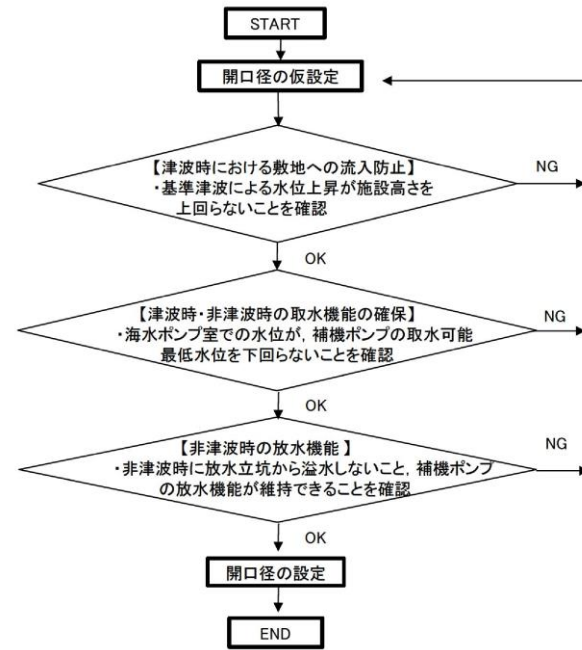 START
開口径の仮設定
【津波時における敷地への流入防止】
・基準津波による水位上昇が施設高さを
上回らないことを確認
NG
OK
【津波時・非津波時の取水機能の確保】
・海水ポンプ室での水位が，補機ポンプの取水可能
最低水位を下回らないことを確認
NG
OK
【非津波時の放水機能】
・非津波時に放水立坑から溢水しないこと，補機ポンプ
の放水機能が維持できることを確認
NG
OK
開口径の設定
END